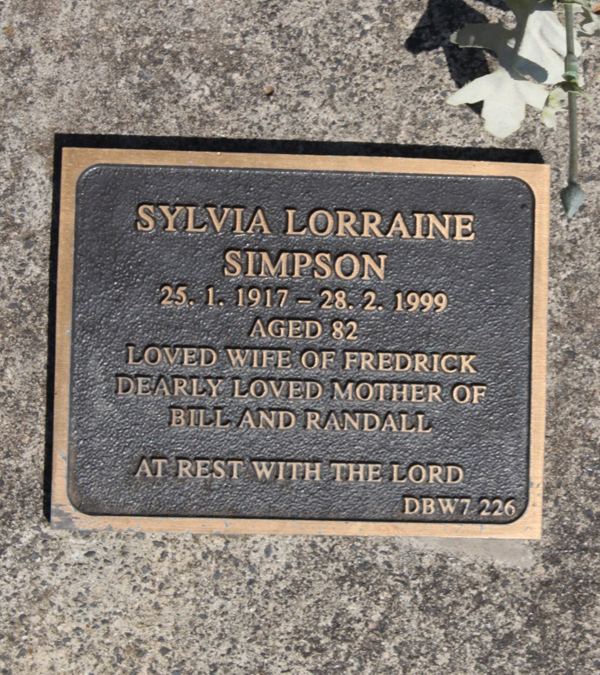 SYLVIA LORRAINE
SIMPSON
25. 1. 1917 – 28. 2. 1999
AGED 82
LOVED WIFE OF FREDRICK
DEARLY LOVED MOTHER OF
BILL AND RANDALL
AT REST WITH THE LORD
DBW7 226